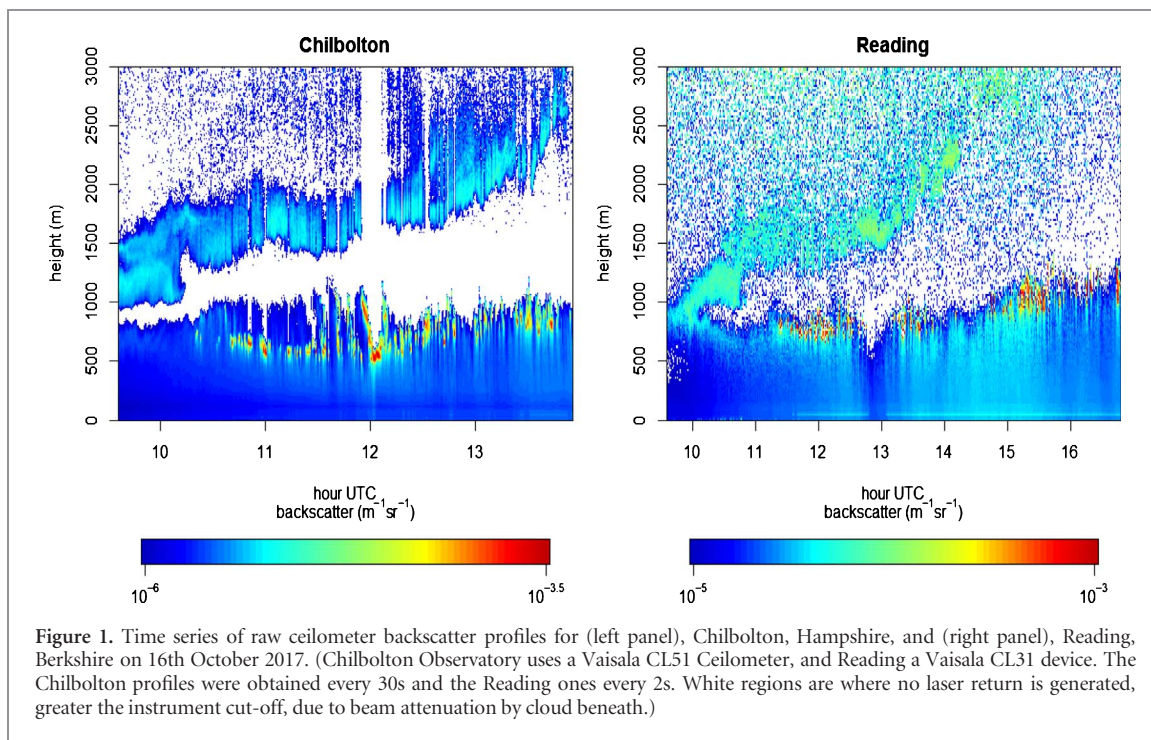 Chilbolton
Reading
height (m)
3000
2500
2000
1500
1000
500
0
10 11 12 13
hour UTC
backscatter (m⁻¹sr⁻¹)
10⁻⁶ 10⁻³·⁵
height (m)
3000
2500
2000
1500
1000
500
0
10 11 12 13 14 15 16
hour UTC
backscatter (m⁻¹sr⁻¹)
10⁻⁵ 10⁻³
Figure 1. Time series of raw ceilometer backscatter profiles for (left panel), Chilbolton, Hampshire, and (right panel), Reading,
Berkshire on 16th October 2017. (Chilbolton Observatory uses a Vaisala CL51 Ceilometer, and Reading a Vaisala CL31 device. The
Chilbolton profiles were obtained every 30s and the Reading ones every 2s. White regions are where no laser return is generated,
greater the instrument cut-off, due to beam attenuation by cloud beneath.)